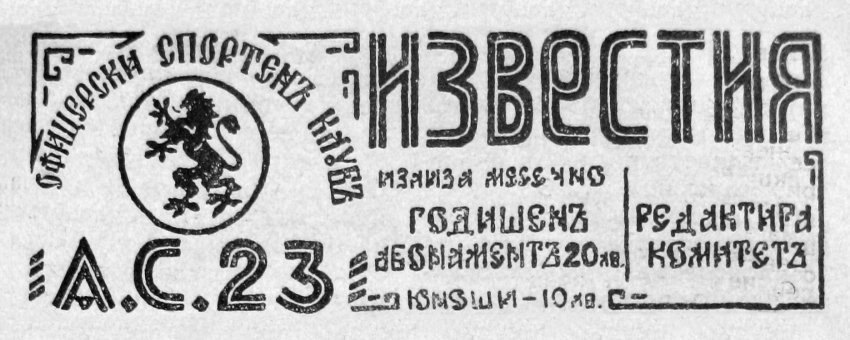 ОФИЦЕРСКИ СПОРТЕНЪ КЛУБЪ
А.С.23
ИЗВЕСТИЯ
ИЗЛИЗА МЕСЕЧНО
ГОДИШЕНЪ
АБОНАМЕНТЪ 20 лв.
ЮНОШИ - 10 лв.
РЕДАКТИРА
КОМИТЕТЪ